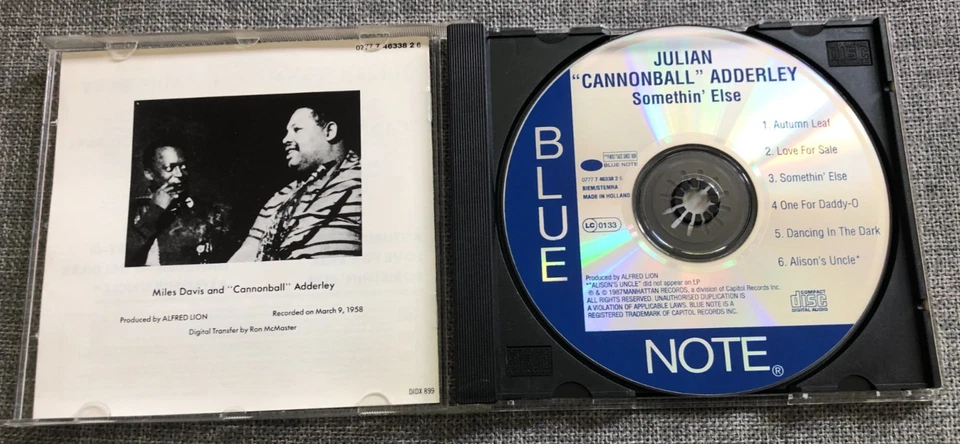 0777 7 46338 2 6
Miles Davis and "Cannonball" Adderley
Produced by ALFRED LION
Recorded on March 9, 1958
Digital Transfer by Ron McMaster
DIDX 899
JULIAN
"CANNONBALL" ADDERLEY
Somethin' Else
BLUE
NOTE®
1. Autumn Leaf
2. Love For Sale
3. Somethin' Else
4 One For Daddy-O
5. Dancing In The Dark
6. Alison's Uncle*
BLUE NOTE
0777 7 46338 2 6
BIEM/STEMRA
MADE IN HOLLAND
LC 0133
Produced by ALFRED LION
*"ALISON'S UNCLE" did not appear on LP
℗ & © 1987MANHATTAN RECORDS, a division of Capitol Records Inc.
ALL RIGHTS RESERVED. UNAUTHORISED DUPLICATION IS
A VIOLATION OF APPLICABLE LAWS. BLUE NOTE IS A
REGISTERED TRADEMARK OF CAPITOL RECORDS INC.
COMPACT
disc
DIGITAL AUDIO